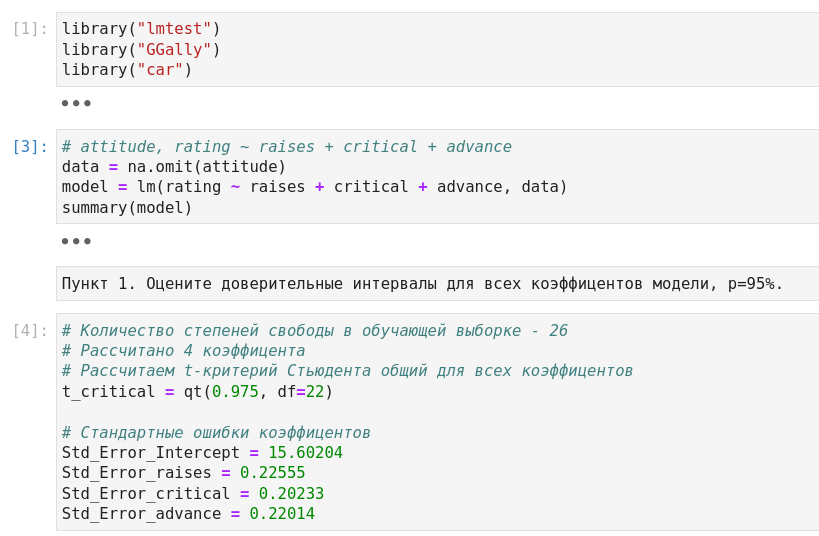 [1]: library("lmtest")
library("GGally")
library("car")
[3]: # attitude, rating ~ raises + critical + advance
data = na.omit(attitude)
model = lm(rating ~ raises + critical + advance, data)
summary(model)
Пункт 1. Оцените доверительные интервалы для всех коэффицентов модели, p=95%.
[4]: # Количество степеней свободы в обучающей выборке - 26
# Рассчитано 4 коэффицента
# Рассчитаем t-критерий Стьюдента общий для всех коэффицентов
t_critical = qt(0.975, df=22)
# Стандартные ошибки коэффицентов
Std_Error_Intercept = 15.60204
Std_Error_raises = 0.22555
Std_Error_critical = 0.20233
Std_Error_advance = 0.22014